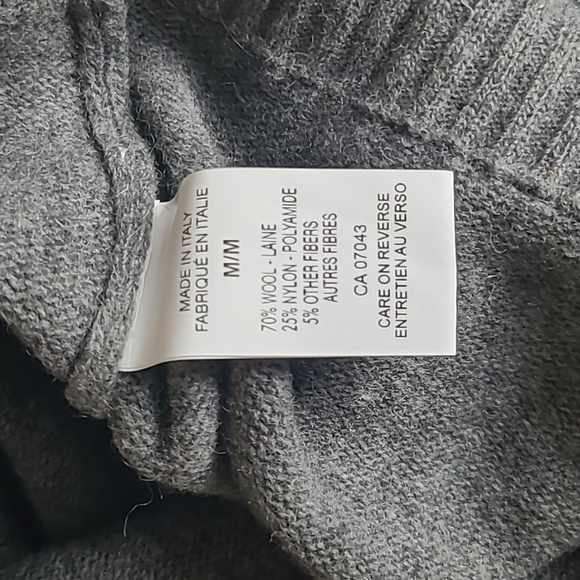 MADE IN ITALY
FABRIQUÉ EN ITALIE
M/M
70% WOOL - LAINE
25% NYLON - POLYAMIDE
5% OTHER FIBERS
AUTRES FIBRES
CA 07043
CARE ON REVERSE
ENTRETIEN AU VERSO